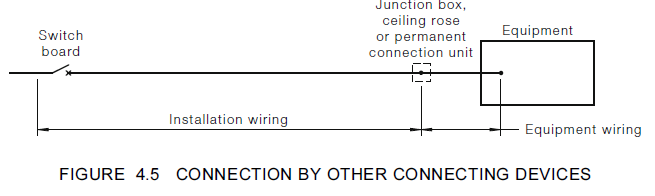 Junction box,
ceiling rose
or permanent
connection unit
Switch
board
Equipment
Installation wiring
Equipment wiring
FIGURE 4.5 CONNECTION BY OTHER CONNECTING DEVICES